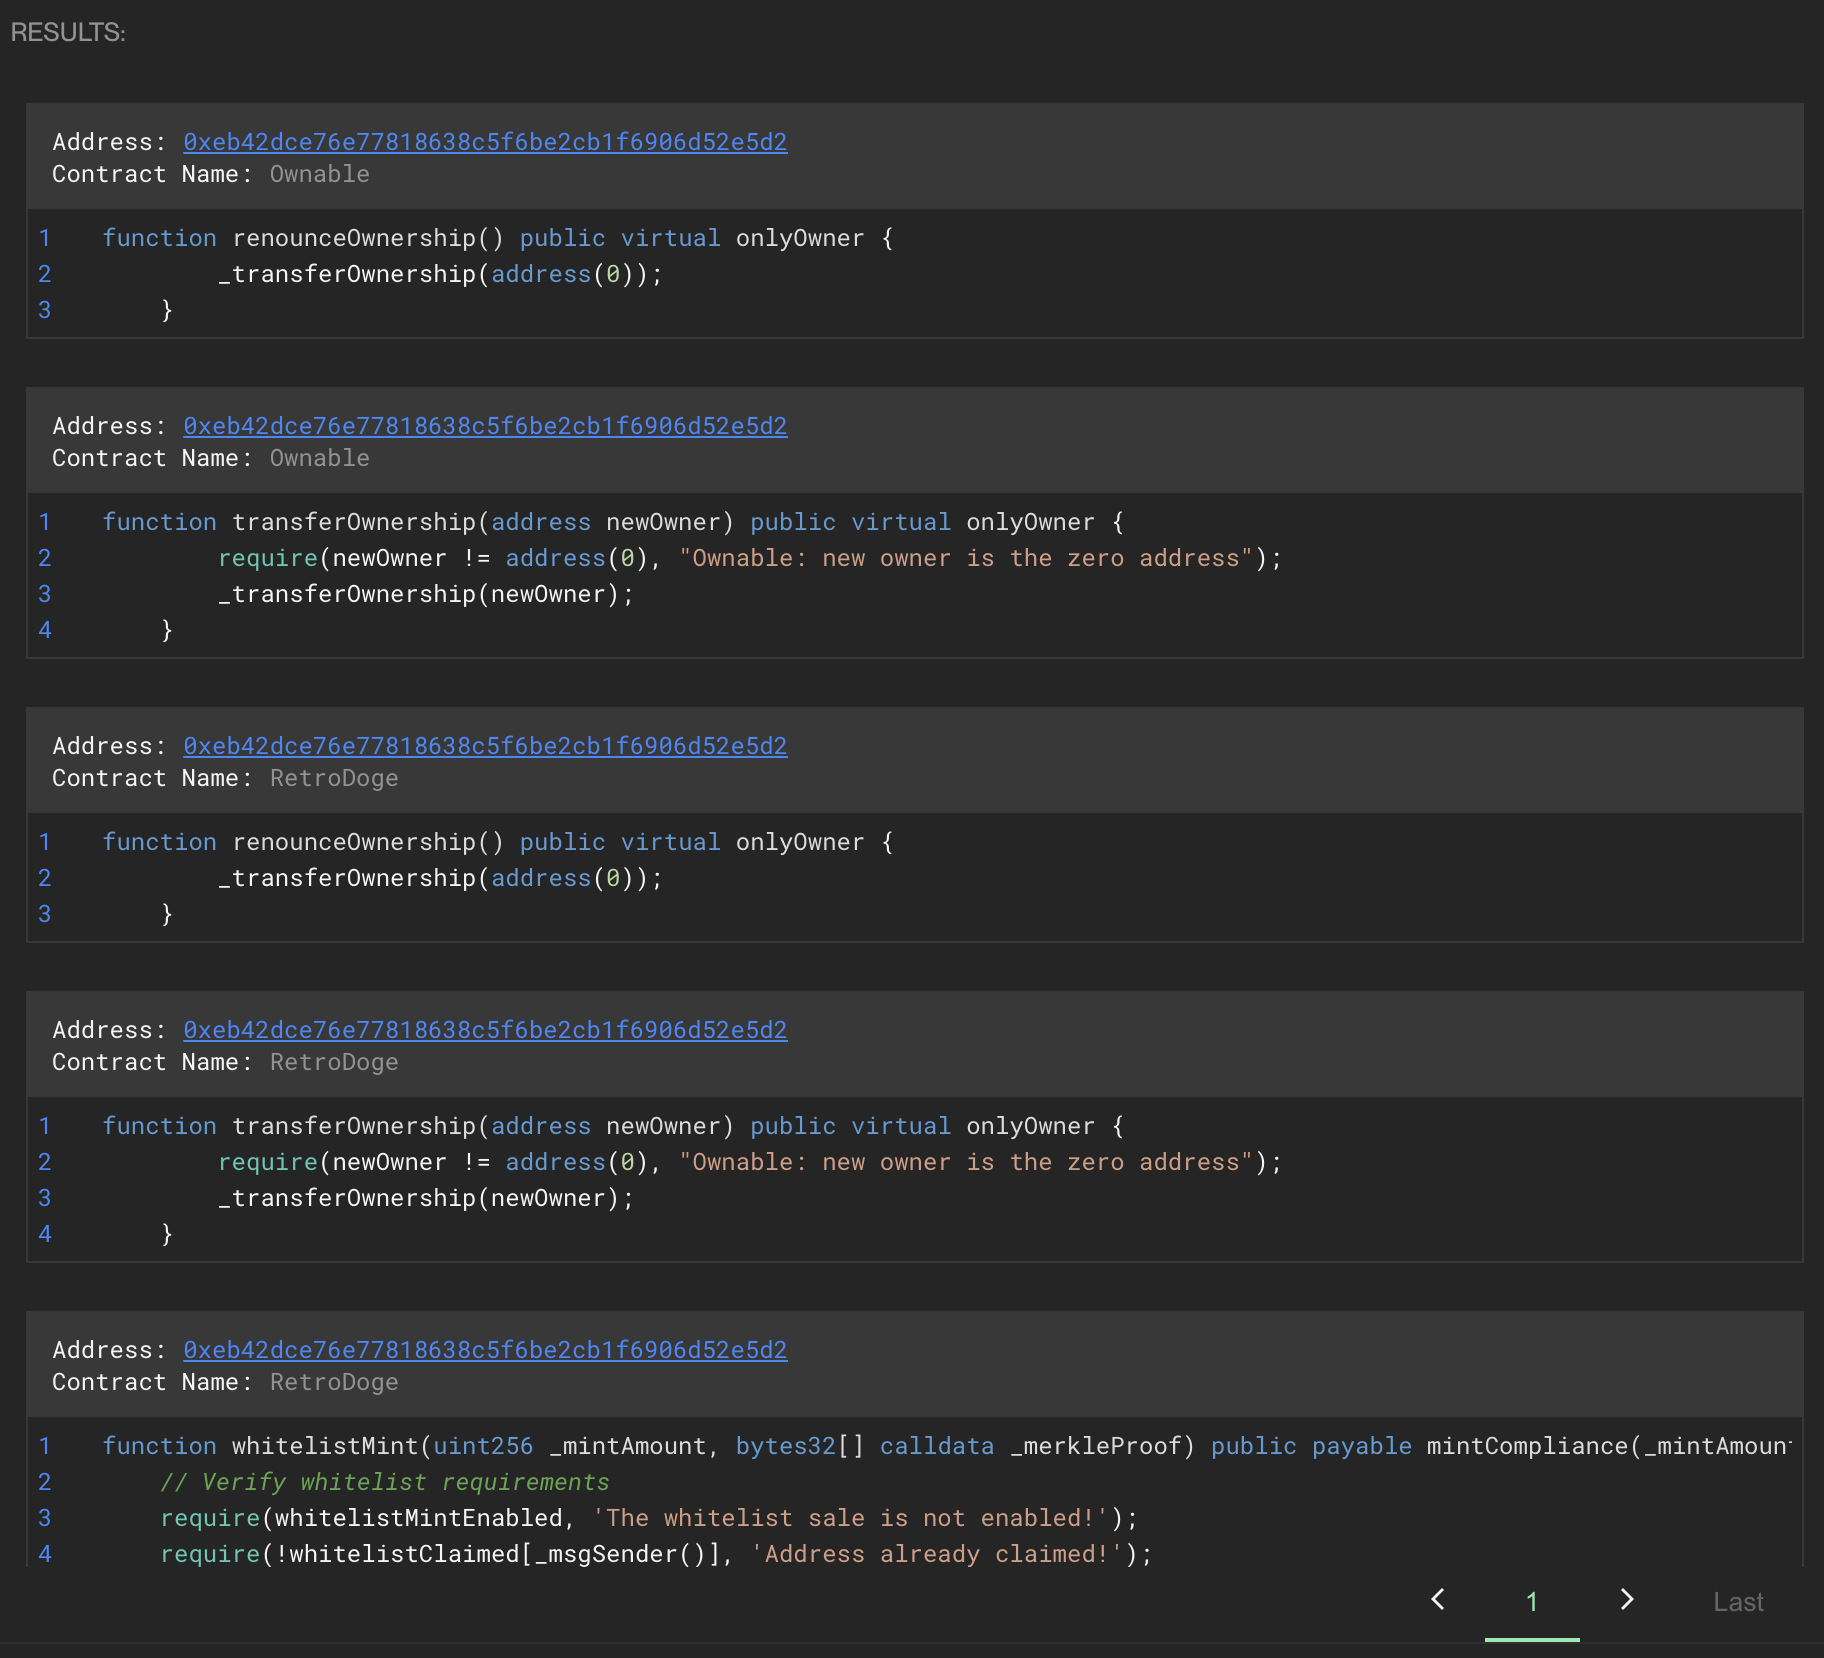 RESULTS:
Address: 0xeb42dce76e77818638c5f6be2cb1f6906d52e5d2
Contract Name: Ownable
1 function renounceOwnership() public virtual onlyOwner {
2 _transferOwnership(address(0));
3 }
Address: 0xeb42dce76e77818638c5f6be2cb1f6906d52e5d2
Contract Name: Ownable
1 function transferOwnership(address newOwner) public virtual onlyOwner {
2 require(newOwner != address(0), "Ownable: new owner is the zero address");
3 _transferOwnership(newOwner);
4 }
Address: 0xeb42dce76e77818638c5f6be2cb1f6906d52e5d2
Contract Name: RetroDoge
1 function renounceOwnership() public virtual onlyOwner {
2 _transferOwnership(address(0));
3 }
Address: 0xeb42dce76e77818638c5f6be2cb1f6906d52e5d2
Contract Name: RetroDoge
1 function transferOwnership(address newOwner) public virtual onlyOwner {
2 require(newOwner != address(0), "Ownable: new owner is the zero address");
3 _transferOwnership(newOwner);
4 }
Address: 0xeb42dce76e77818638c5f6be2cb1f6906d52e5d2
Contract Name: RetroDoge
1 function whitelistMint(uint256 _mintAmount, bytes32[] calldata _merkleProof) public payable mintCompliance(_mintAmoun
2 // Verify whitelist requirements
3 require(whitelistMintEnabled, 'The whitelist sale is not enabled!');
4 require(!whitelistClaimed[_msgSender()], 'Address already claimed!');
1 Last